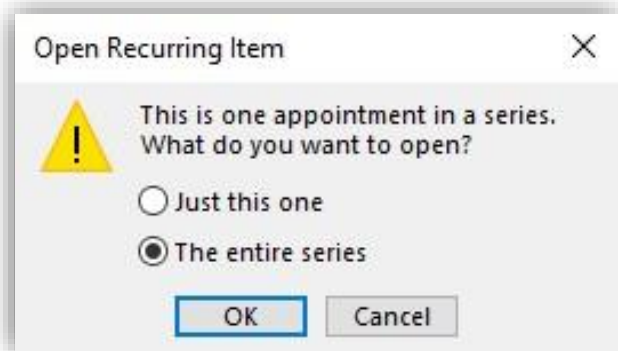 Open Recurring Item
This is one appointment in a series.
What do you want to open?
Just this one
The entire series
OK Cancel